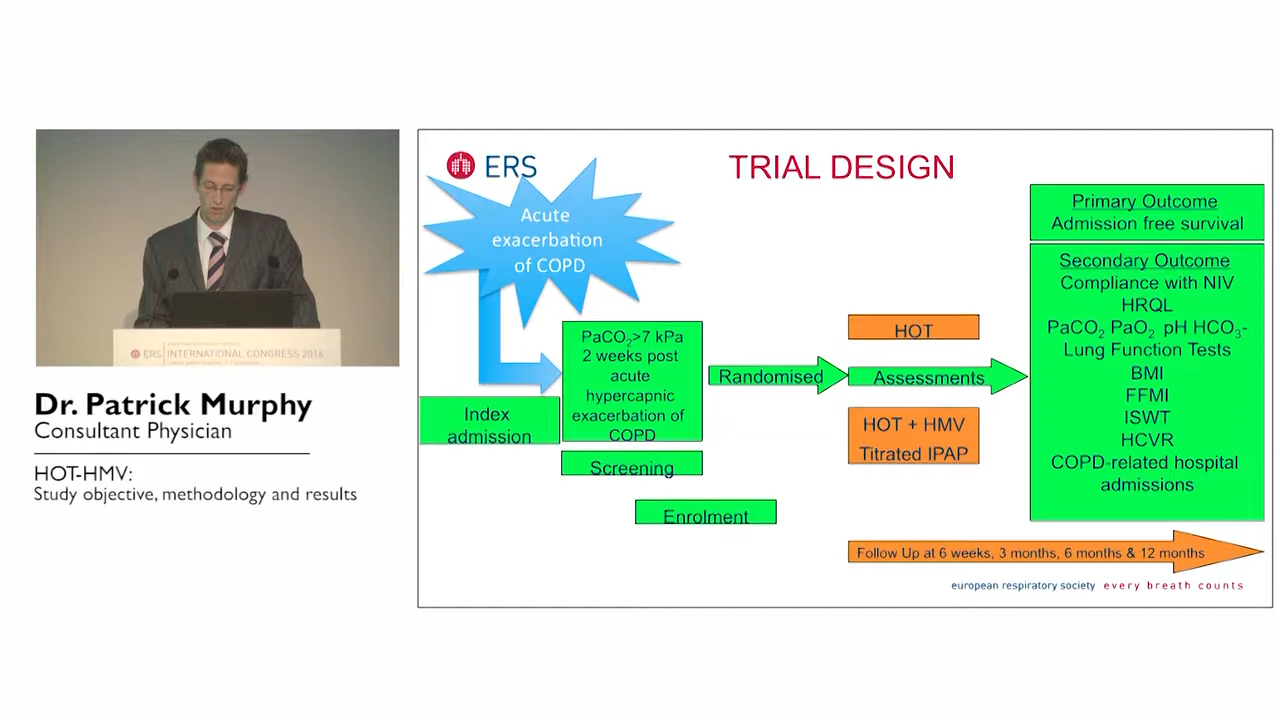 ERS
INTERNATIONAL CONGRESS 2016
Dr. Patrick Murphy
Consultant Physician
HOT-HMV:
Study objective, methodology and results
ERS
TRIAL DESIGN
Acute
exacerbation
of COPD
Index
admission
PaCO2>7 kPa
2 weeks post
acute
hypercapnic
exacerbation of
COPD
Screening
Enrolment
Randomised
HOT
Assessments
HOT + HMV
Titrated IPAP
Primary Outcome
Admission free survival
Secondary Outcome
Compliance with NIV
HRQL
PaCO2 PaO2 pH HCO3-
Lung Function Tests
BMI
FFMI
ISWT
HCVR
COPD-related hospital
admissions
Follow Up at 6 weeks, 3 months, 6 months & 12 months
european respiratory society every breath counts